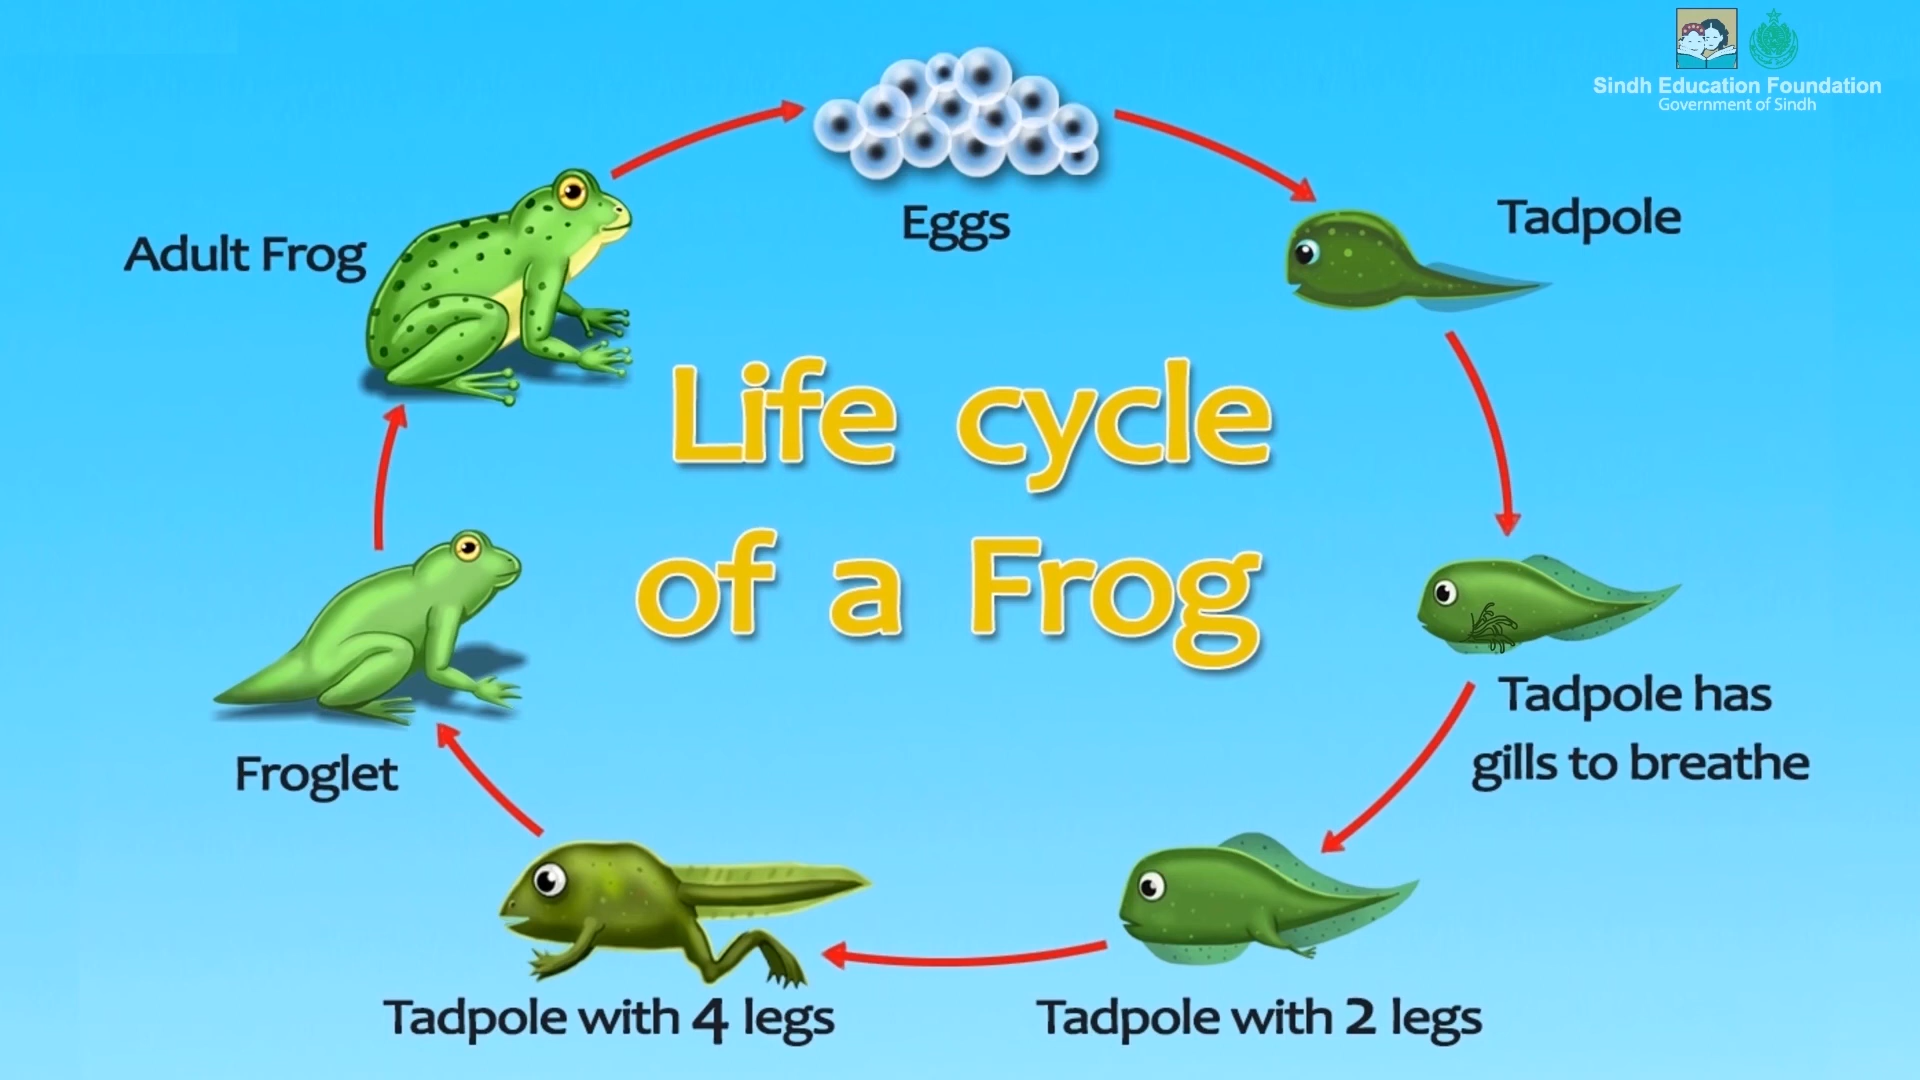 Sindh Education Foundation
Government of Sindh
Eggs
Tadpole
Adult Frog
Life cycle
of a Frog
Tadpole has
gills to breathe
Froglet
Tadpole with 4 legs
Tadpole with 2 legs